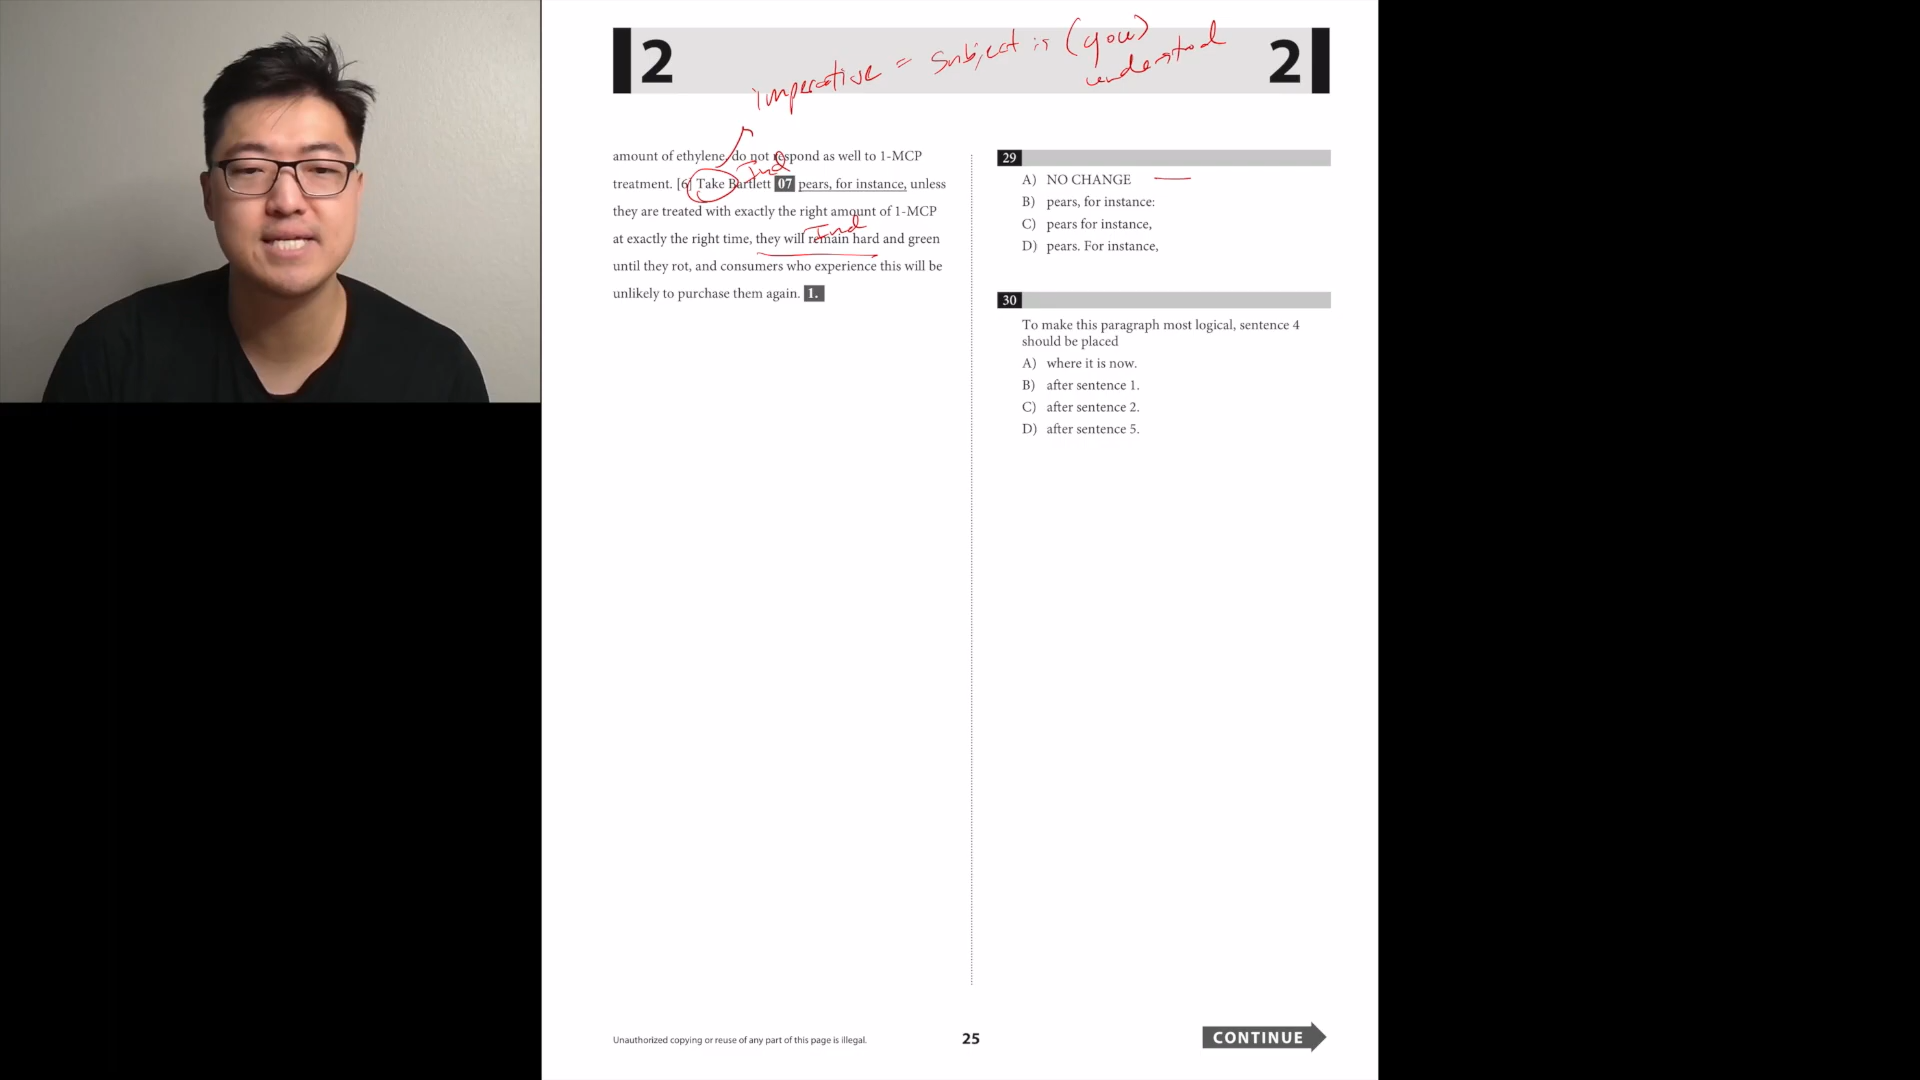 2
imperative = subject is (you)
understood
2
amount of ethylene, do not respond as well to 1-MCP
Ind
treatment. [6] Take Bartlett 07 pears, for instance, unless
they are treated with exactly the right amount of 1-MCP
Ind
at exactly the right time, they will remain hard and green
until they rot, and consumers who experience this will be
unlikely to purchase them again. 1.
29
A) NO CHANGE
B) pears, for instance:
C) pears for instance,
D) pears. For instance,
30
To make this paragraph most logical, sentence 4
should be placed
A) where it is now.
B) after sentence 1.
C) after sentence 2.
D) after sentence 5.
Unauthorized copying or reuse of any part of this page is illegal.
25
CONTINUE